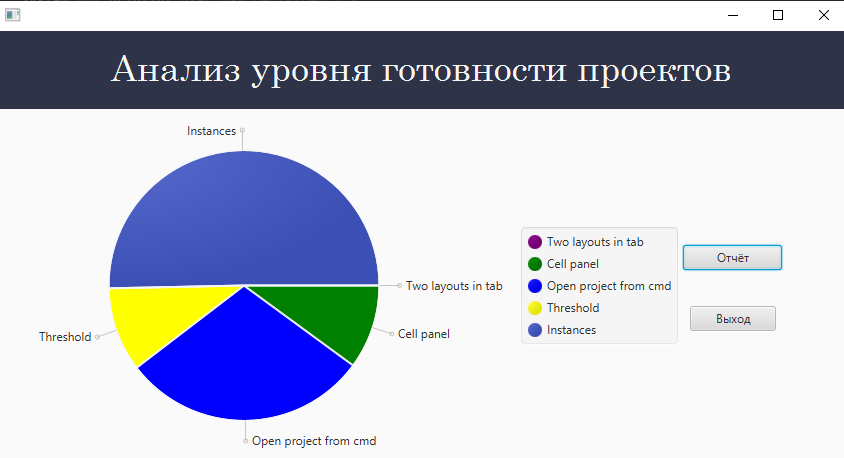 Анализ уровня готовности проектов
Instances
Two layouts in tab
Cell panel
Open project from cmd
Threshold
Two layouts in tab
Cell panel
Open project from cmd
Threshold
Instances
Отчёт
Выход